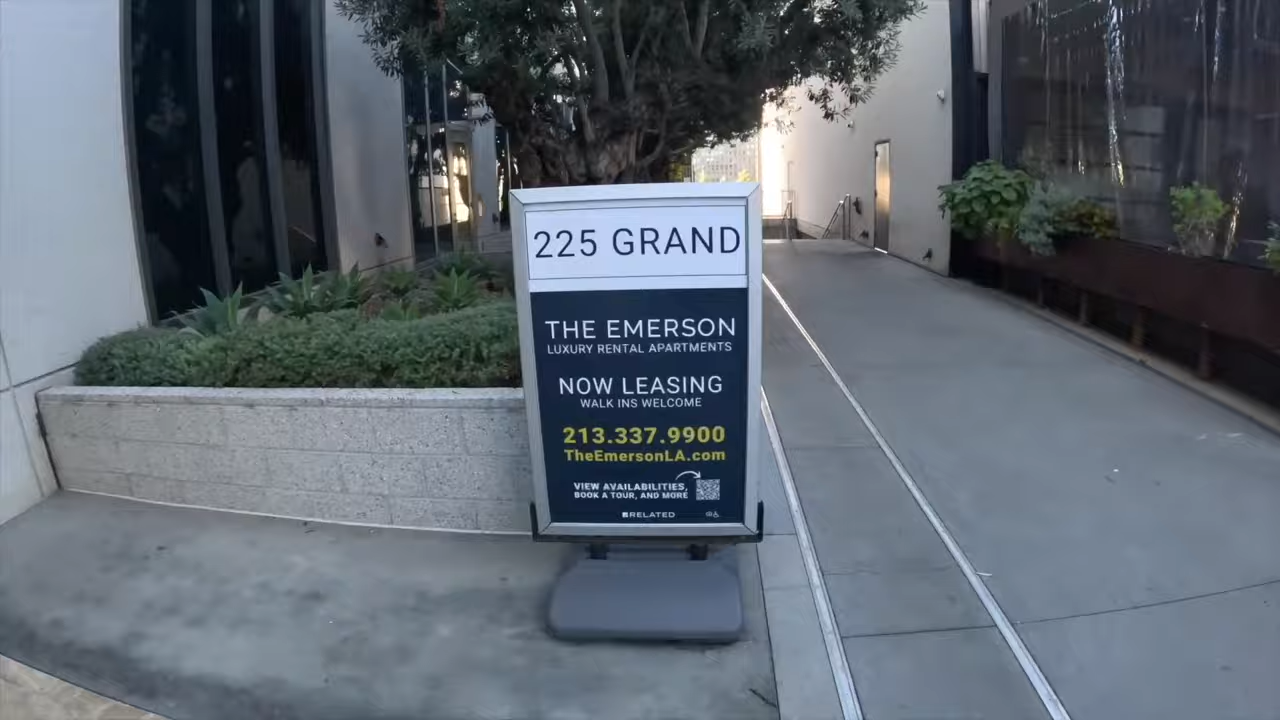 225 GRAND
THE EMERSON
LUXURY RENTAL APARTMENTS
NOW LEASING
WALK INS WELCOME
213.337.9900
TheEmersonLA.com
VIEW AVAILABILITIES,
BOOK A TOUR, AND MORE
RELATED